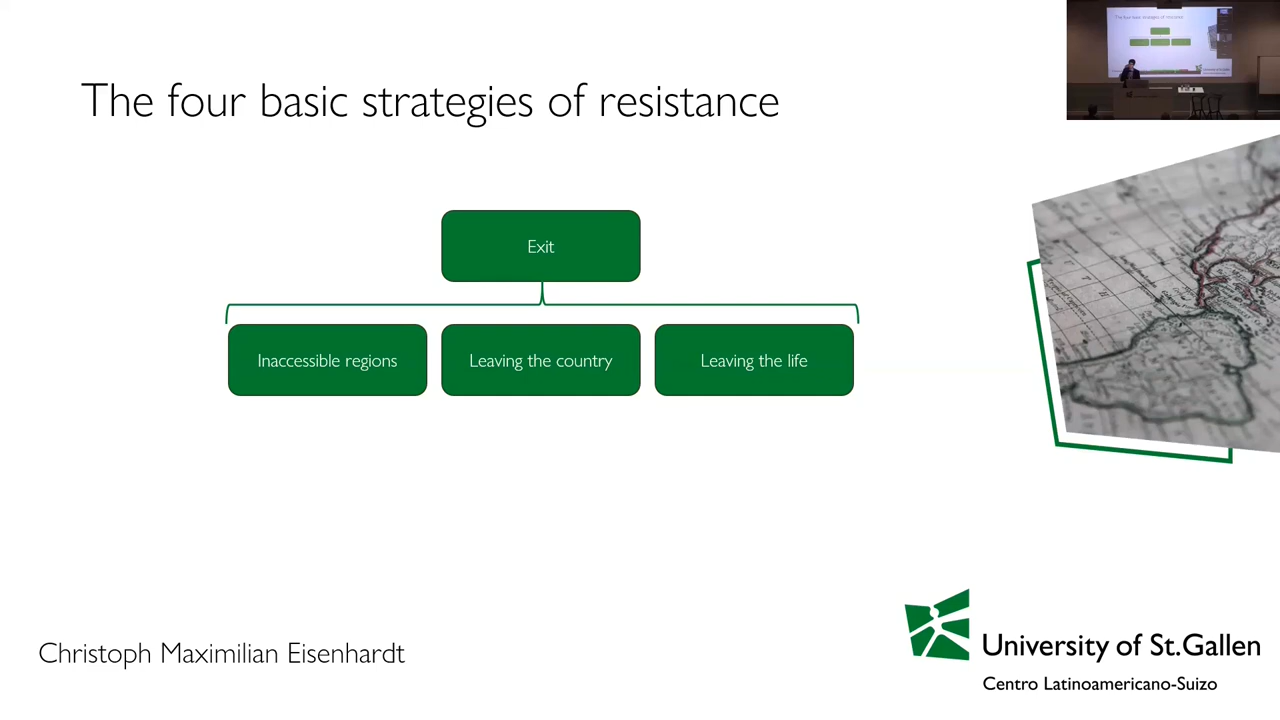 The four basic strategies of resistance
Exit
Inaccessible regions
Leaving the country
Leaving the life
Christoph Maximilian Eisenhardt
University of St.Gallen
Centro Latinoamericano-Suizo